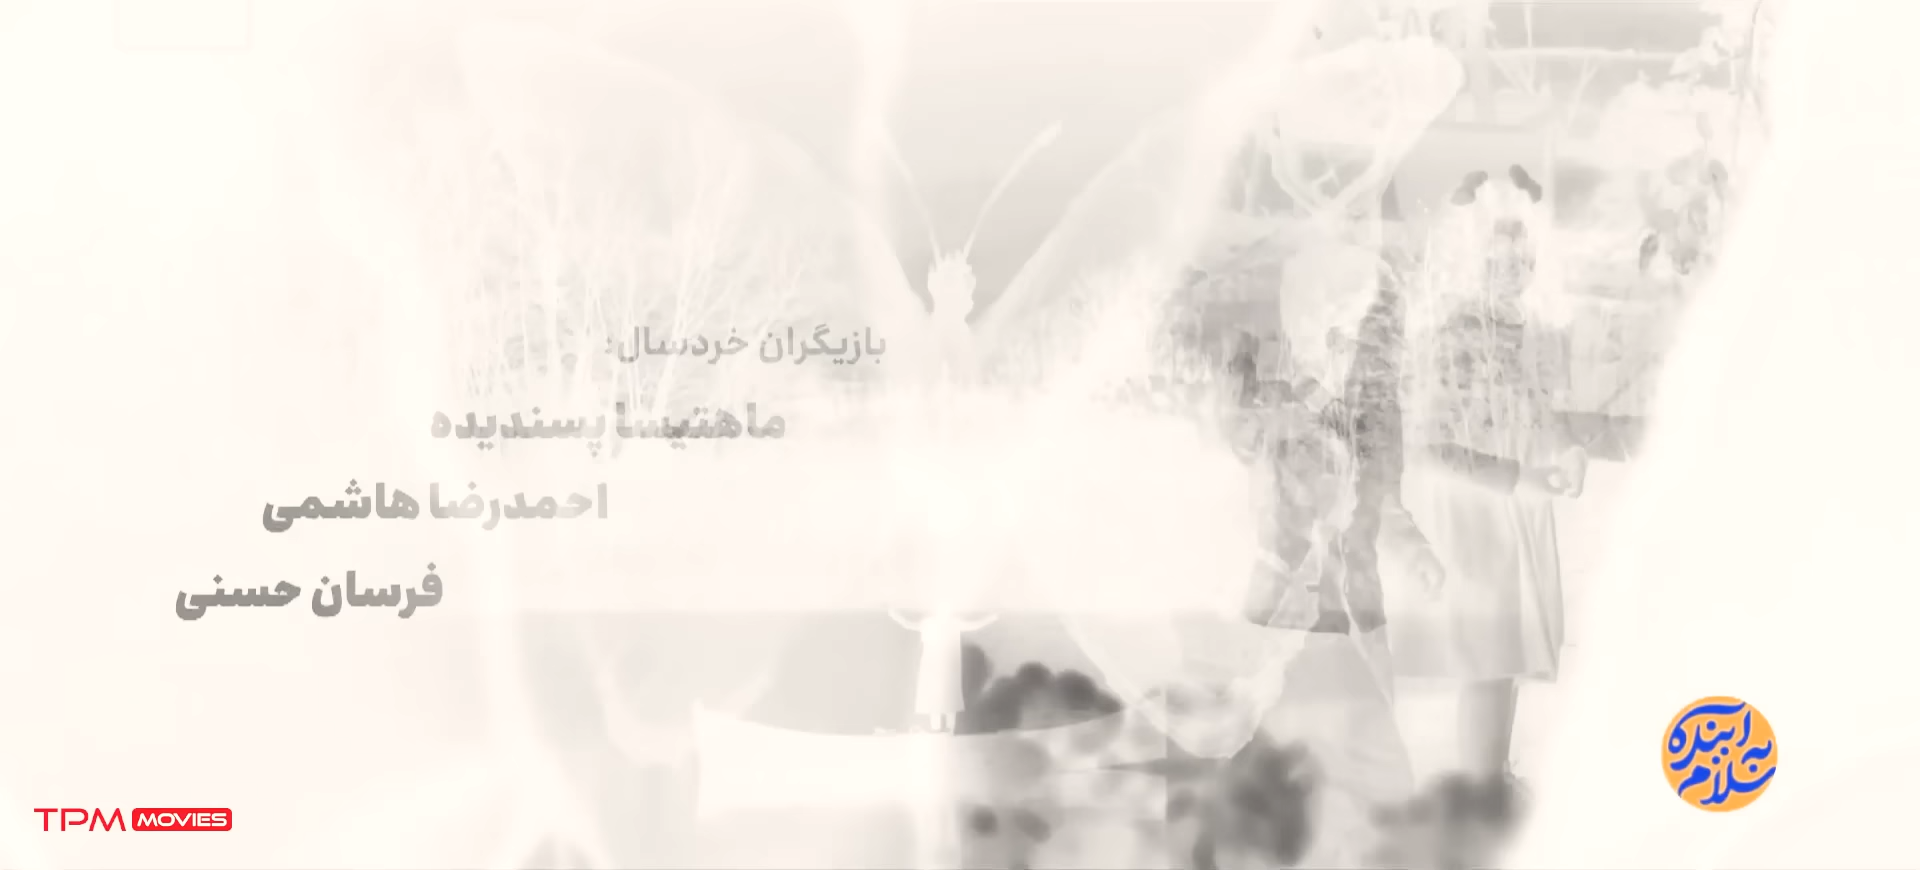 بازیگران خردسال:
ماهتیسا پسندیده
احمدرضا هاشمی
فرسان حسنی
سلام به آینده
TPM MOVIES